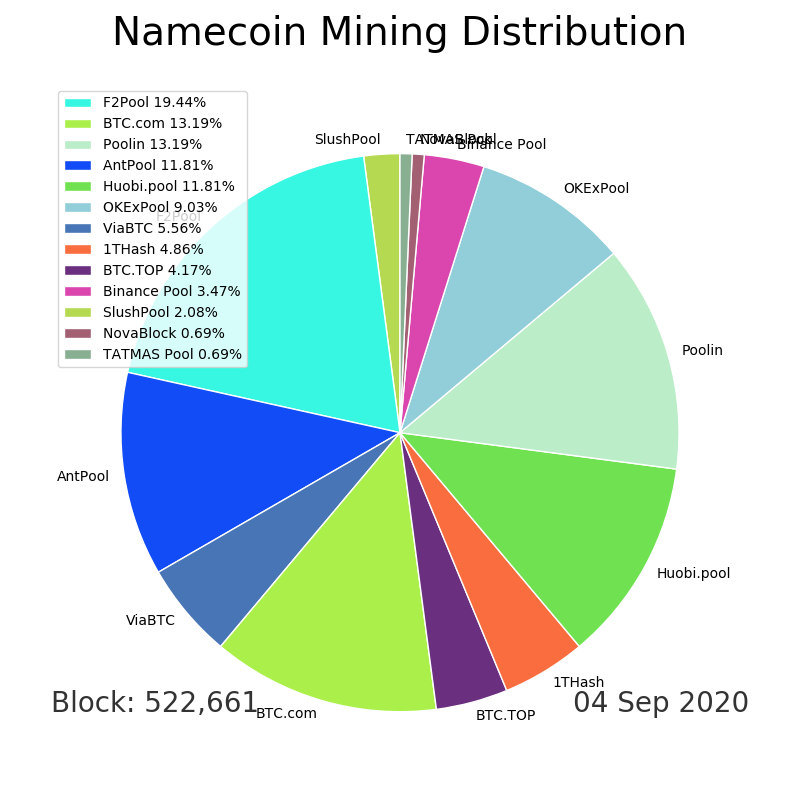 Namecoin Mining Distribution
F2Pool 19.44%
BTC.com 13.19%
Poolin 13.19%
AntPool 11.81%
Huobi.pool 11.81%
OKExPool 9.03%
ViaBTC 5.56%
1THash 4.86%
BTC.TOP 4.17%
Binance Pool 3.47%
SlushPool 2.08%
NovaBlock 0.69%
TATMAS Pool 0.69%
SlushPool
TATMAS Pool
NovaBlock
Binance Pool
OKExPool
F2Pool
Poolin
AntPool
Huobi.pool
ViaBTC
1THash
BTC.com
BTC.TOP
Block: 522,661
04 Sep 2020